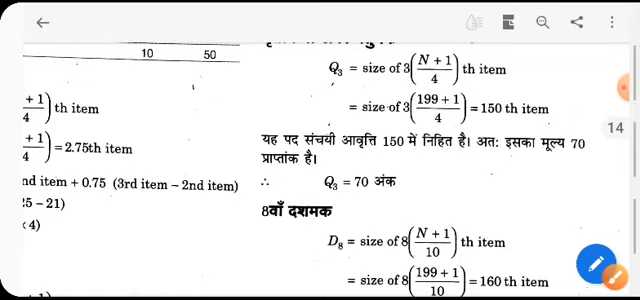 10 50
+ 1
4 ) th item
+ 1
4 ) = 2.75th item
nd item + 0.75 (3rd item – 2nd item)
25 – 21)
× 4)
Q₃ = size of 3(N + 1 / 4) th item
= size of 3(199 + 1 / 4) = 150 th item
यह पद संचयी आवृत्ति 150 में निहित है। अत: इसका मूल्य 70
प्राप्तांक है।
∴ Q₃ = 70 अंक
8वाँ दशमक
D₈ = size of 8(N + 1 / 10) th item
= size of 8(199 + 1 / 10) = 160 th item
14